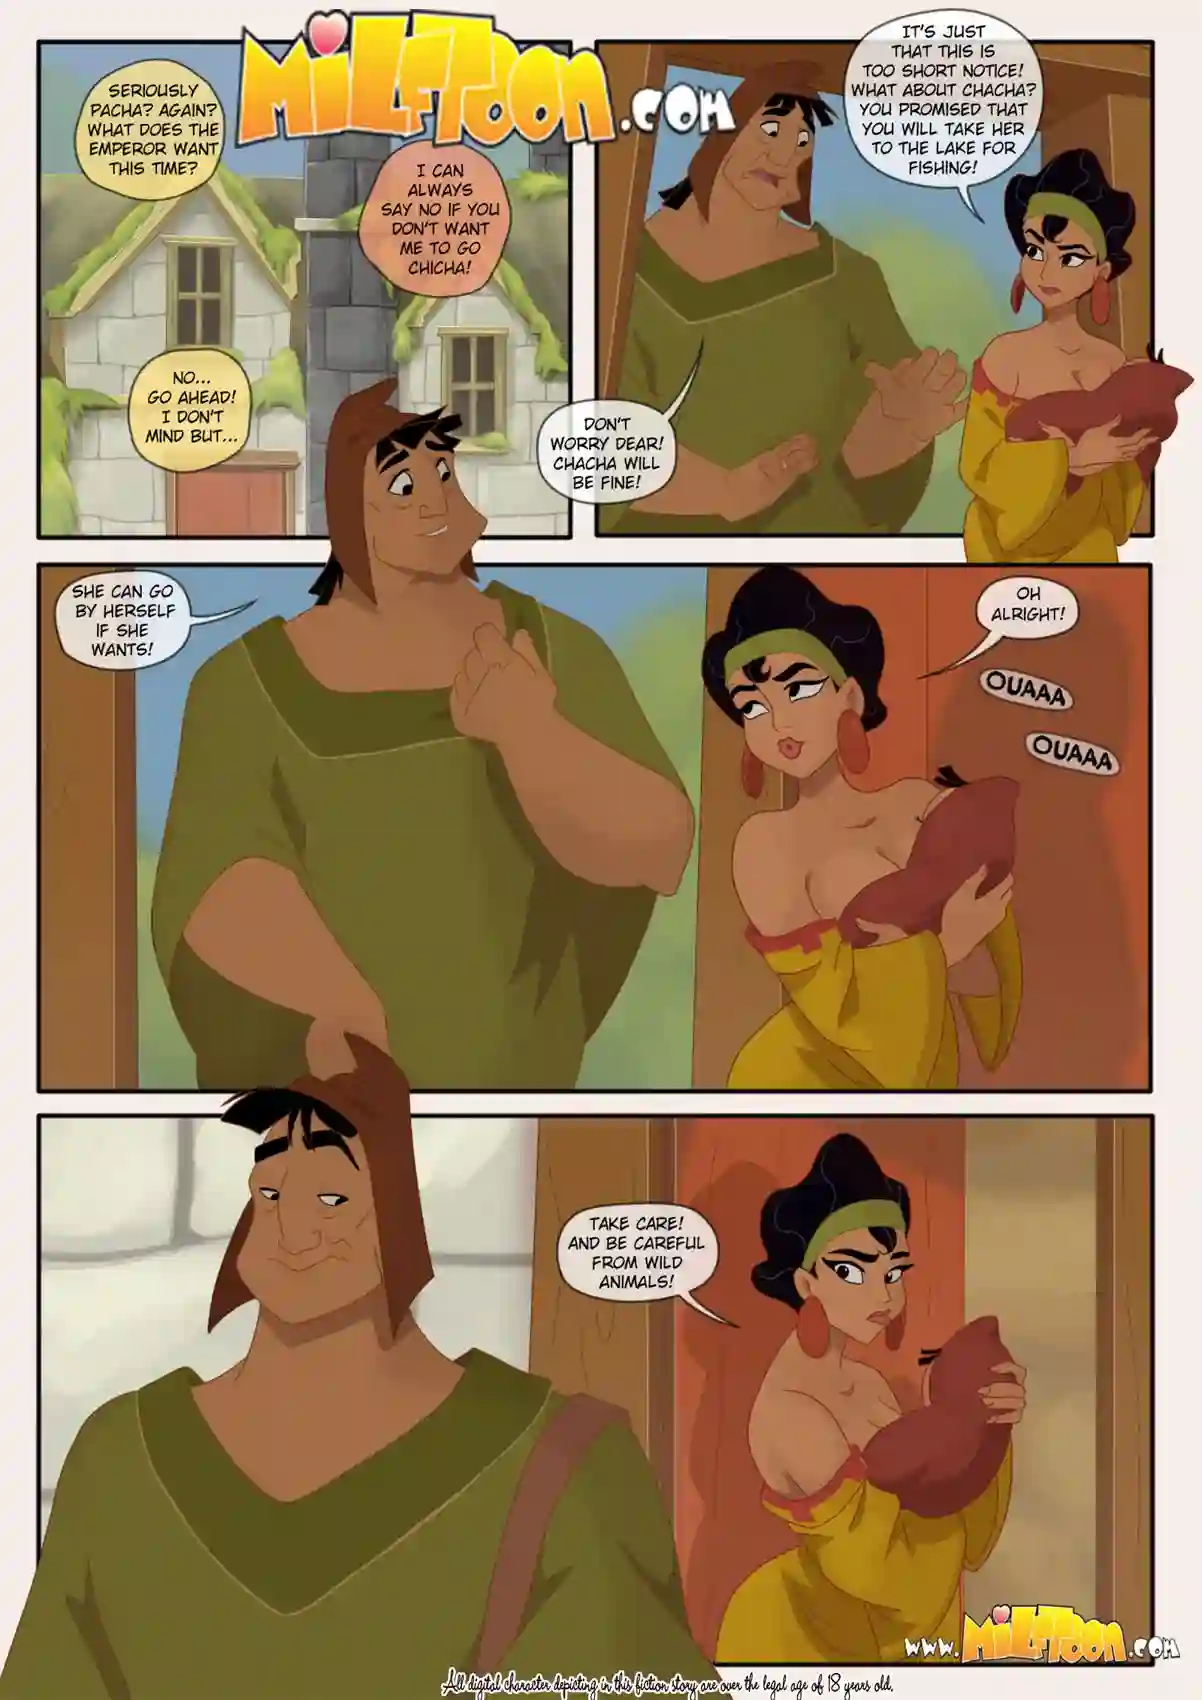 MILFTOON.COM
SERIOUSLY
PACHA? AGAIN?
WHAT DOES THE
EMPEROR WANT
THIS TIME?
I CAN
ALWAYS
SAY NO IF YOU
DON'T WANT
ME TO GO
CHICHA!
NO...
GO AHEAD!
I DON'T
MIND BUT...
IT'S JUST
THAT THIS IS
TOO SHORT NOTICE!
WHAT ABOUT CHACHA?
YOU PROMISED THAT
YOU WILL TAKE HER
TO THE LAKE FOR
FISHING!
DON'T
WORRY DEAR!
CHACHA WILL
BE FINE!
SHE CAN GO
BY HERSELF
IF SHE
WANTS!
OH
ALRIGHT!
OUAAA
OUAAA
TAKE CARE!
AND BE CAREFUL
FROM WILD
ANIMALS!
WWW.MILFTOON.COM
All digital character depicting in this fiction story are over the legal age of 18 years old.